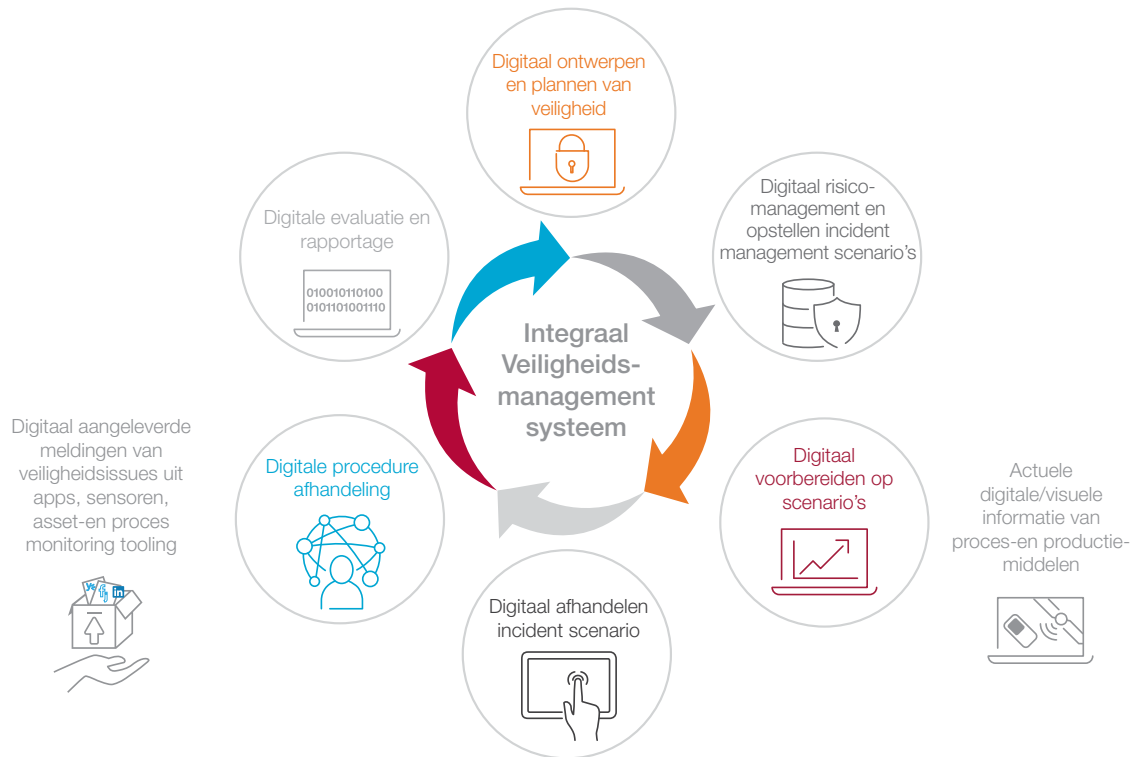 Digitaal ontwerpen
en plannen van
veiligheid
Digitaal risico-
management en
opstellen incident
management scenario's
Digitaal
voorbereiden op
scenario's
Digitaal afhandelen
incident scenario
Digitale procedure
afhandeling
Digitale evaluatie en
rapportage
010010110100
0101101001110
Integraal
Veiligheids-
management
systeem
Digitaal aangeleverde
meldingen van
veiligheidsissues uit
apps, sensoren,
asset-en proces
monitoring tooling
in
Actuele
digitale/visuele
informatie van
proces-en productie-
middelen